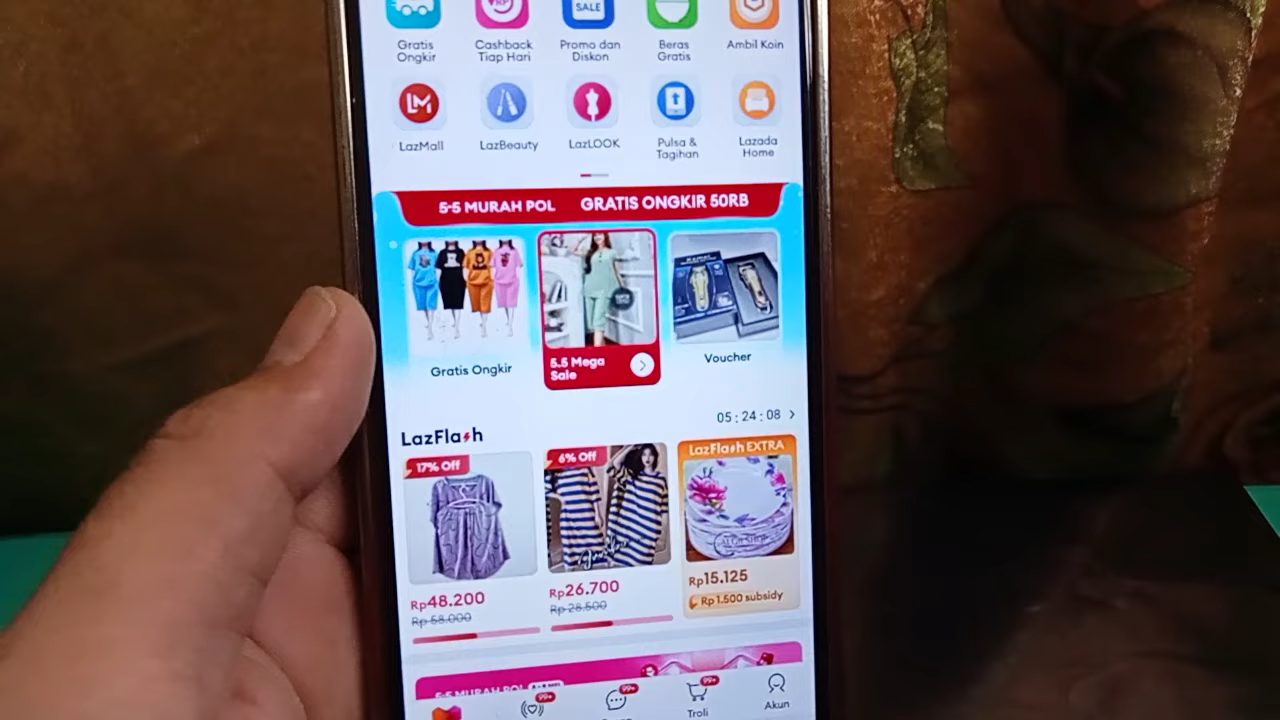 SALE
Gratis
Ongkir
Cashback
Tiap Hari
Promo dan
Diskon
Beras
Gratis
Ambil Koin
LazMall
LazBeauty
LazLOOK
Pulsa &
Tagihan
Lazada
Home
5-5 MURAH POL GRATIS ONGKIR 50RB
Gratis Ongkir
5.5 Mega
Sale
Voucher
LazFlash
05 : 24 : 08
17% Off
6% Off
LazFlash EXTRA
Rp48.200
Rp 58.000
Rp26.700
Rp 28.500
Rp15.125
Rp 1.500 subsidy
5-5 MURAH POL
99+
99+
99+
Troli
Akun